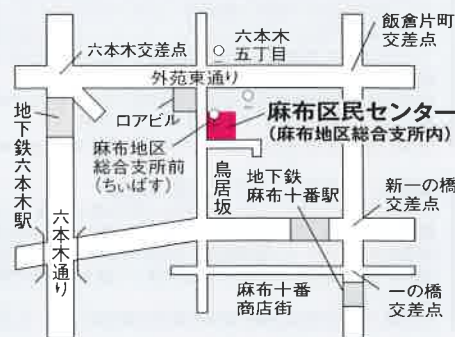 六本木交差点
六本木
五丁目
飯倉片町
交差点
外苑東通り
ロアビル
麻布区民センター
(麻布地区総合支所内)
麻布地区
総合支所前
(ちぃばす)
地下鉄六本木駅
鳥居坂
地下鉄
麻布十番駅
新一の橋
交差点
六本木通り
麻布十番
商店街
一の橋
交差点